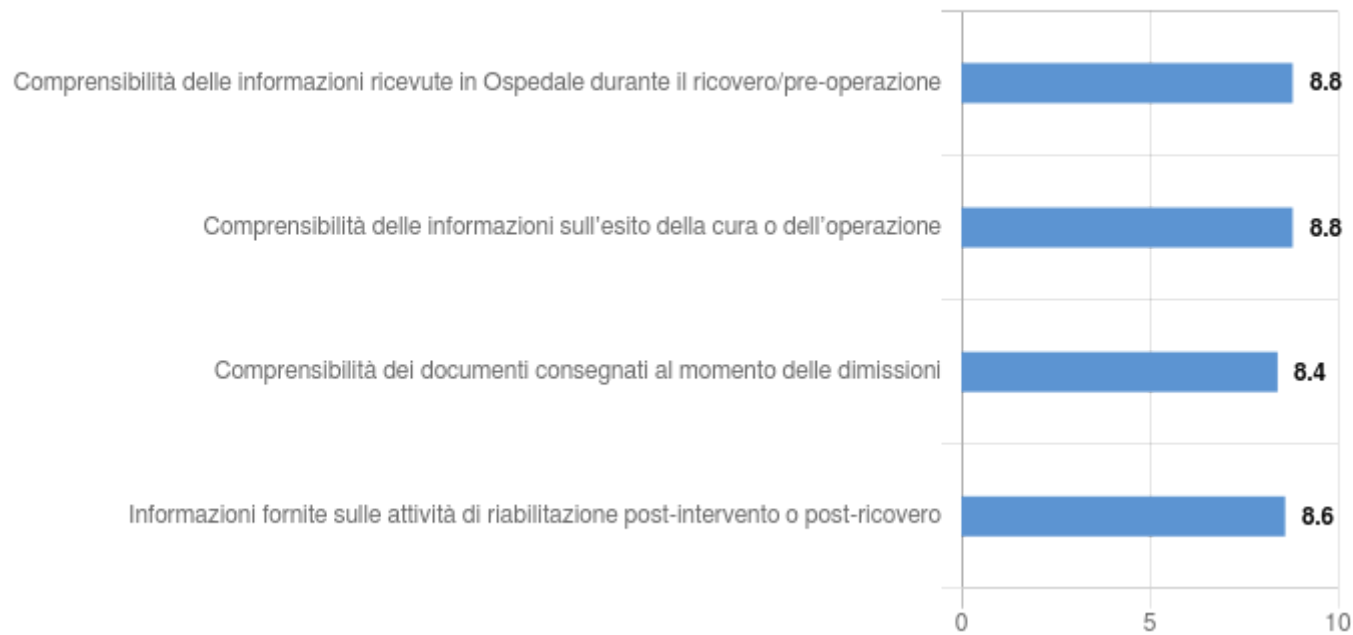 Comprensibilità delle informazioni ricevute in Ospedale durante il ricovero/pre-operazione 8.8
Comprensibilità delle informazioni sull'esito della cura o dell'operazione 8.8
Comprensibilità dei documenti consegnati al momento delle dimissioni 8.4
Informazioni fornite sulle attività di riabilitazione post-intervento o post-ricovero 8.6
0 5 10